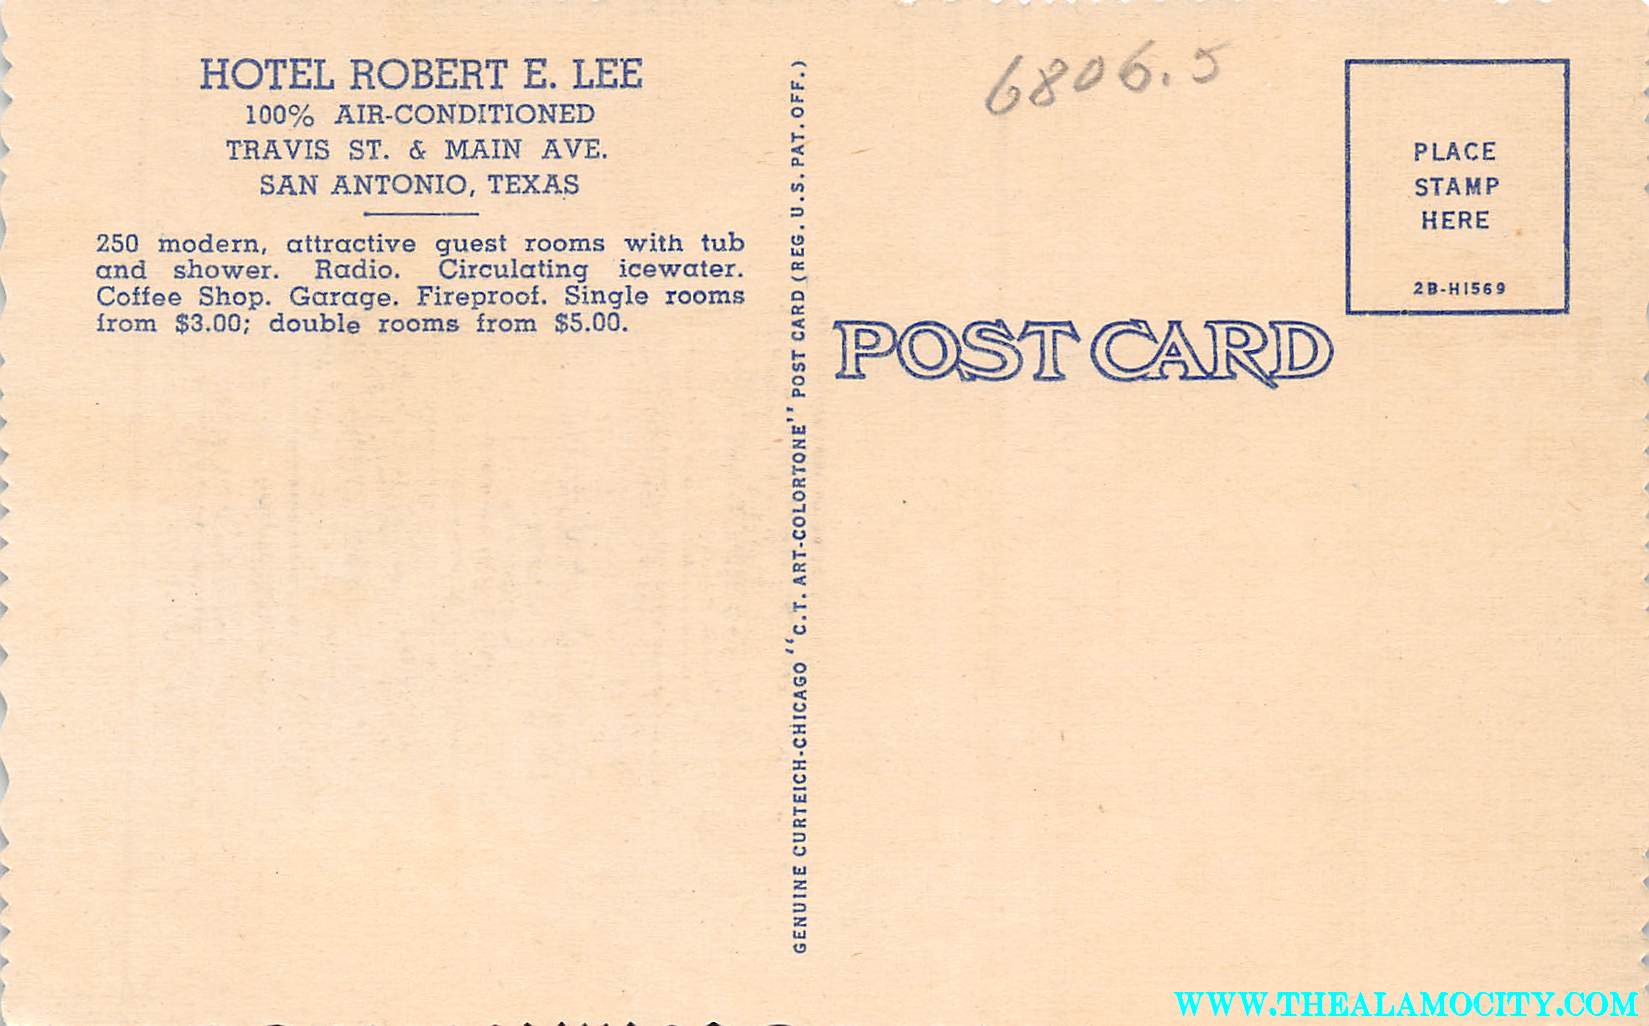 HOTEL ROBERT E. LEE
100% AIR-CONDITIONED
TRAVIS ST. & MAIN AVE.
SAN ANTONIO, TEXAS
250 modern, attractive guest rooms with tub
and shower. Radio. Circulating icewater.
Coffee Shop. Garage. Fireproof. Single rooms
from $3.00; double rooms from $5.00.
GENUINE CURTEICH-CHICAGO "C.T. ART-COLORTONE" POST CARD (REG. U.S. PAT. OFF.)
6806.5
PLACE
STAMP
HERE
2B-H1569
POST CARD
WWW.THEALAMOCITY.COM